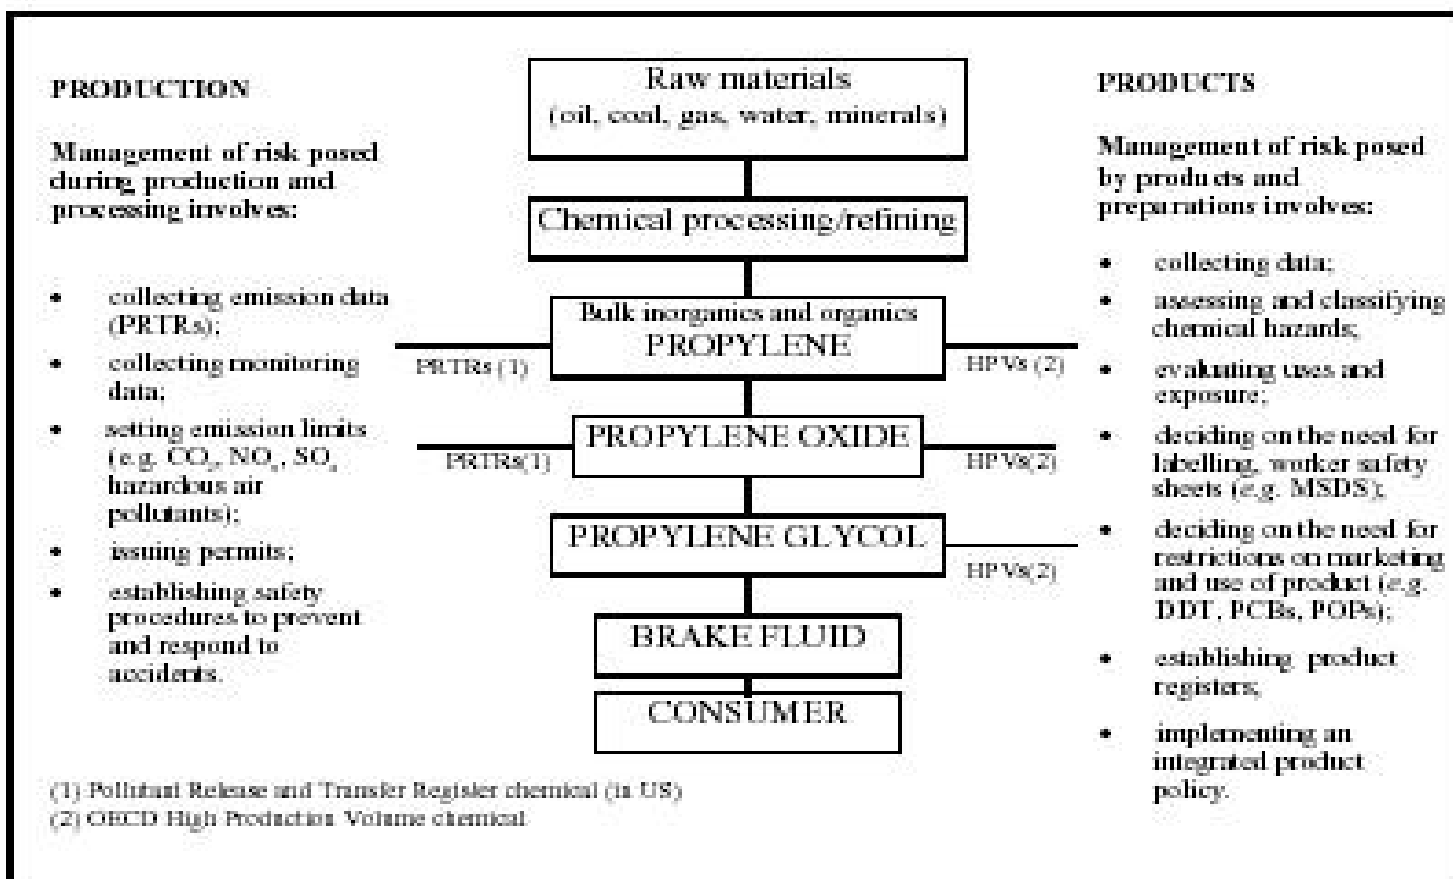 PRODUCTION
Management of risk posed
during production and
processing involves:
• collecting emission data
(PRTRs);
• collecting monitoring
data;
• setting emission limits
(e.g. CO2, NOx, SOx
hazardous air
pollutants);
• issuing permits;
• establishing safety
procedures to prevent
and respond to
accidents.
Raw materials
(oil, coal, gas, water, minerals)
Chemical processing/refining
Bulk inorganics and organics
PROPYLENE
PRTRs (1)
HPVs (2)
PROPYLENE OXIDE
PRTRs(1)
HPVs(2)
PROPYLENE GLYCOL
HPVs(2)
BRAKE FLUID
CONSUMER
PRODUCTS
Management of risk posed
by products and
preparations involves:
• collecting data;
• assessing and classifying
chemical hazards;
• evaluating uses and
exposure;
• deciding on the need for
labelling, worker safety
sheets (e.g. MSDS);
• deciding on the need for
restrictions on marketing
and use of product (e.g.
DDT, PCBs, POPs);
• establishing product
registers;
• implementing an
integrated product
policy.
(1) Pollutant Release and Transfer Register chemical (in US)
(2) OECD High Production Volume chemical